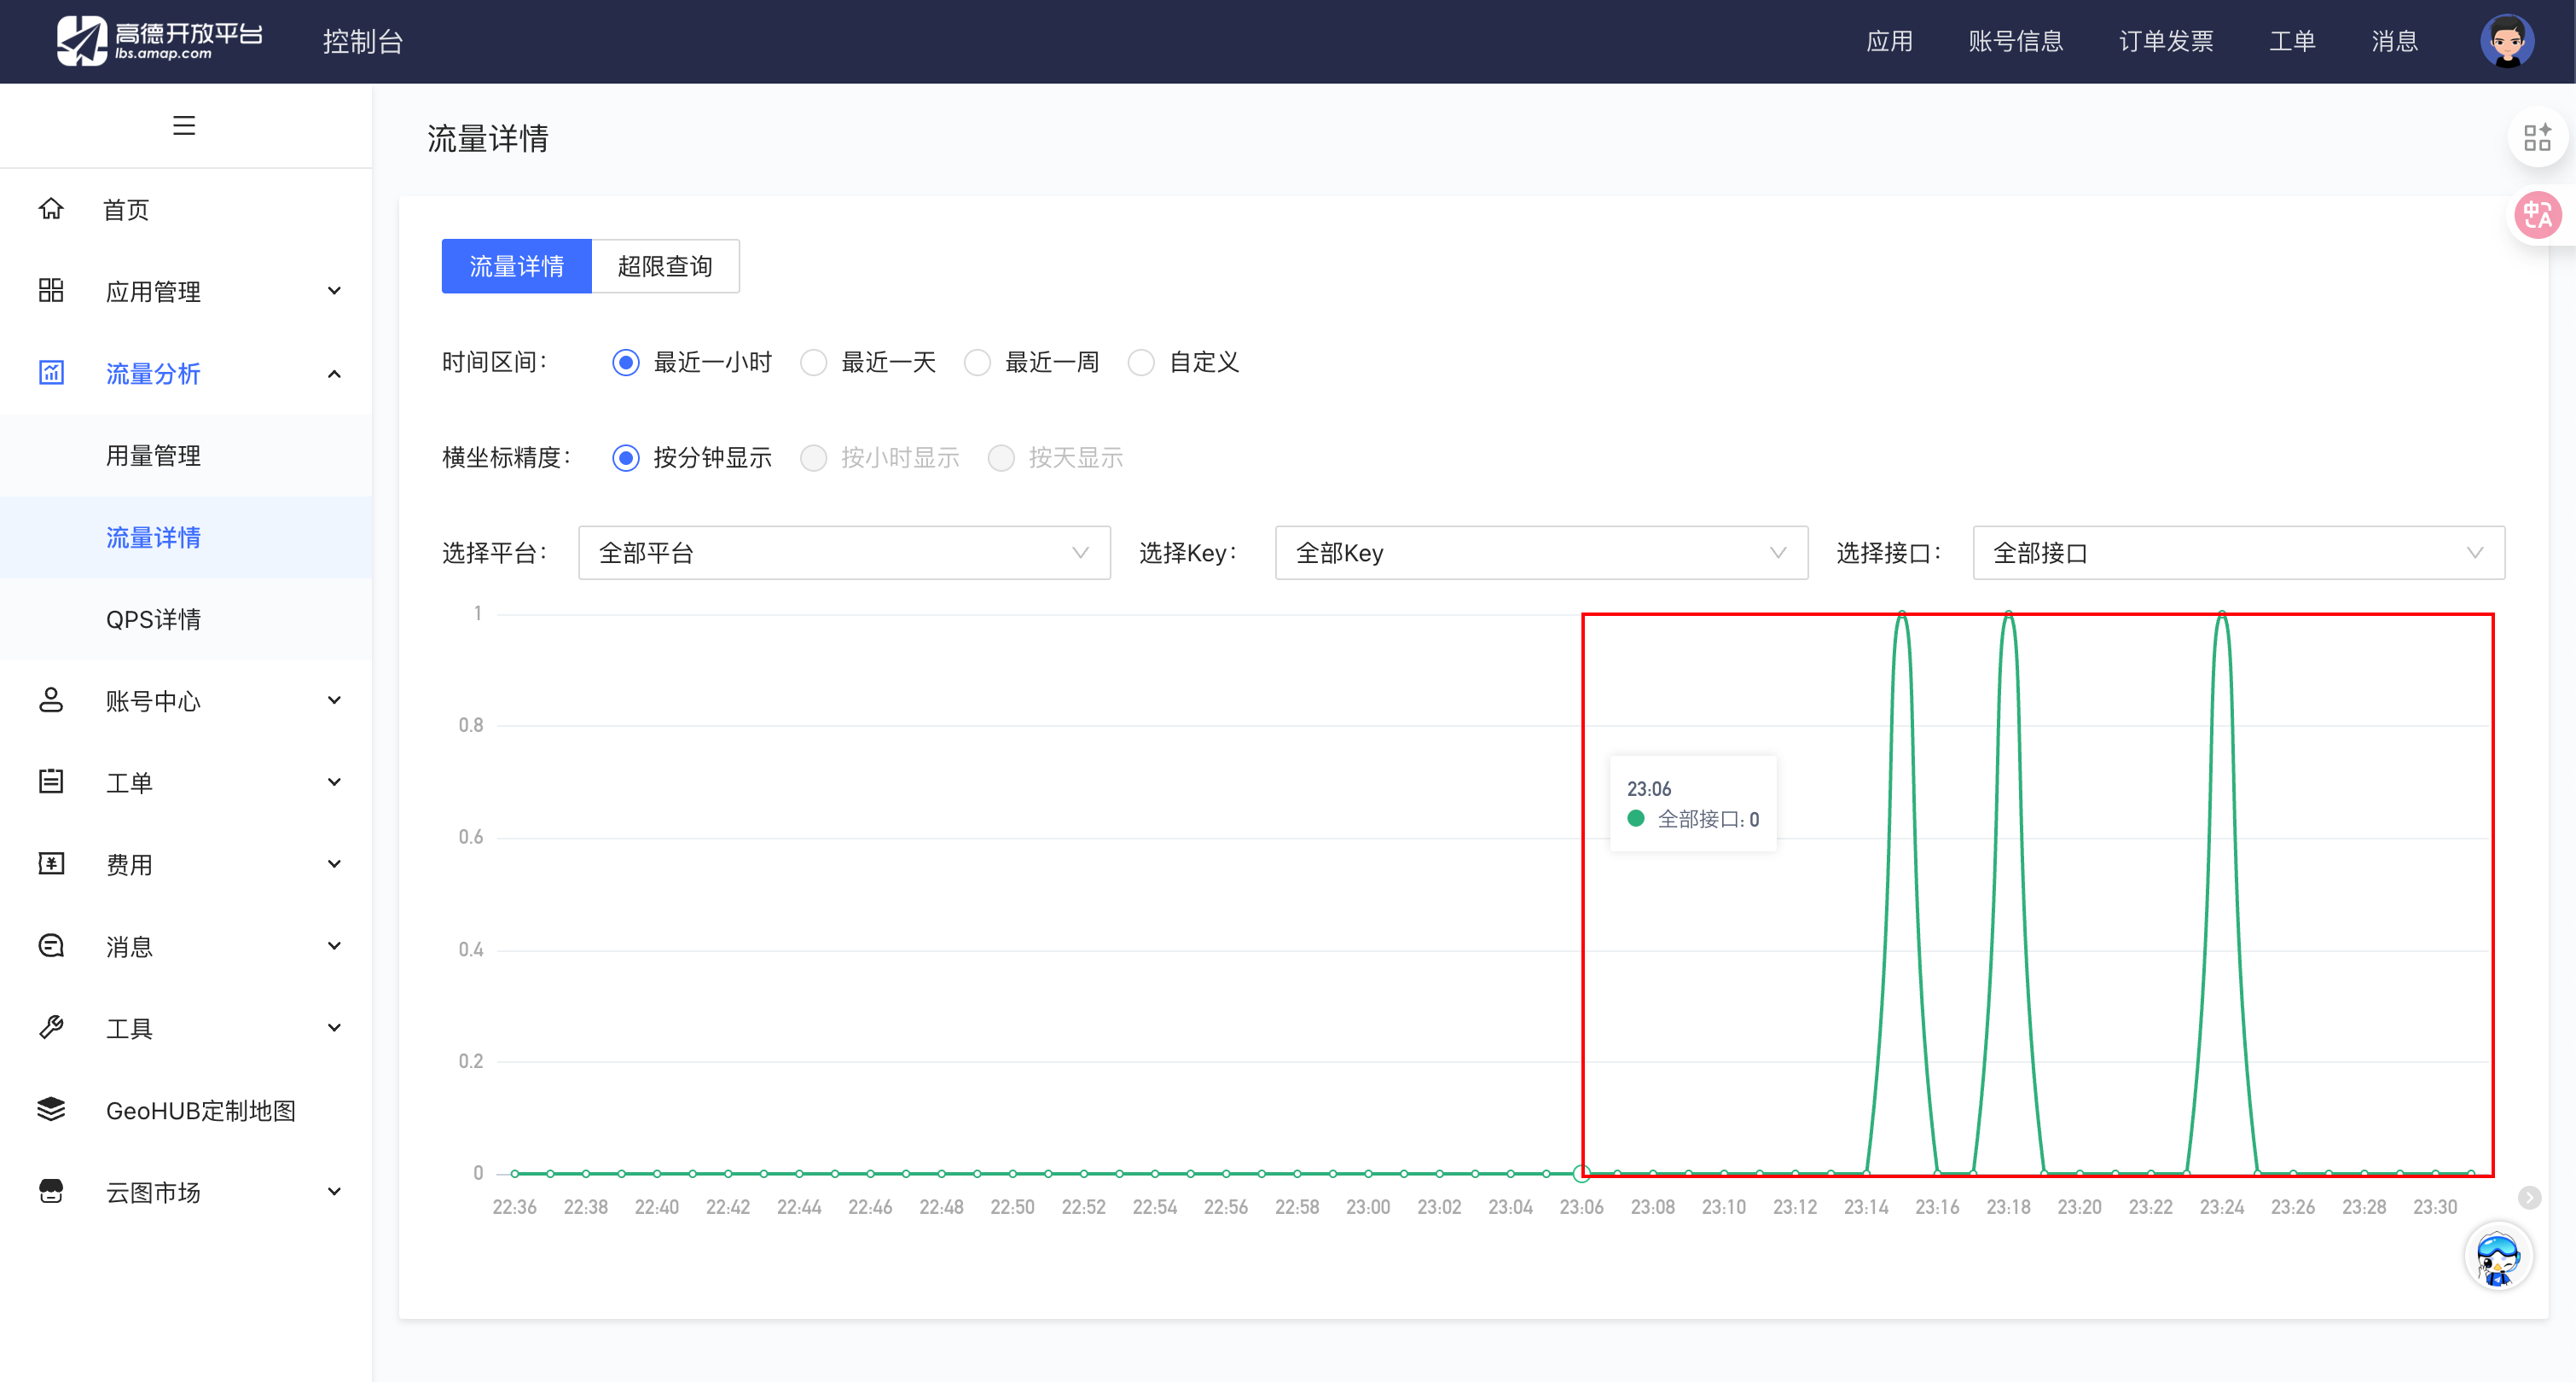 高德开放平台
lbs.amap.com
控制台
应用 账号信息 订单发票 工单 消息
首页
应用管理
流量分析
用量管理
流量详情
QPS详情
账号中心
工单
费用
消息
工具
GeoHUB定制地图
云图市场
流量详情
流量详情 超限查询
时间区间： 最近一小时 最近一天 最近一周 自定义
横坐标精度： 按分钟显示 按小时显示 按天显示
选择平台： 全部平台 选择Key： 全部Key 选择接口： 全部接口
1
0.8
0.6
0.4
0.2
0
23:06
全部接口: 0
22:36 22:38 22:40 22:42 22:44 22:46 22:48 22:50 22:52 22:54 22:56 22:58 23:00 23:02 23:04 23:06 23:08 23:10 23:12 23:14 23:16 23:18 23:20 23:22 23:24 23:26 23:28 23:30
中A